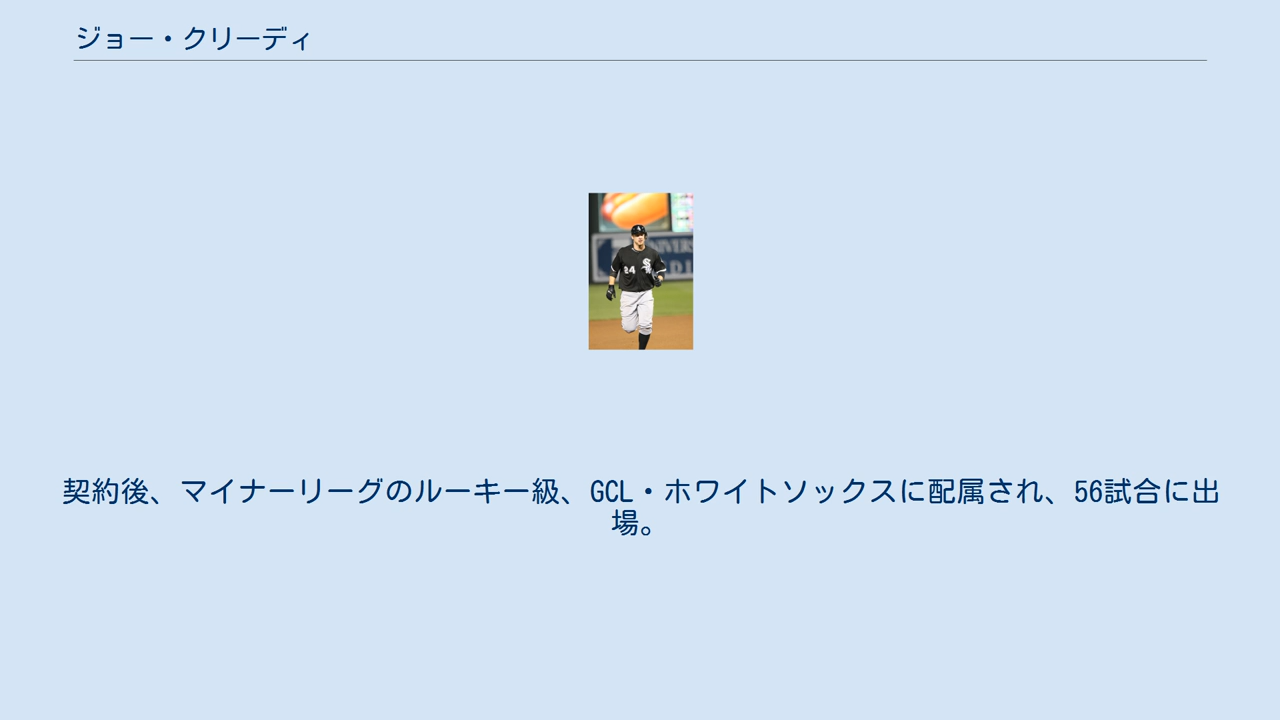 ジョー・クリーディ
24
契約後、マイナーリーグのルーキー級、GCL・ホワイトソックスに配属され、56試合に出
場。